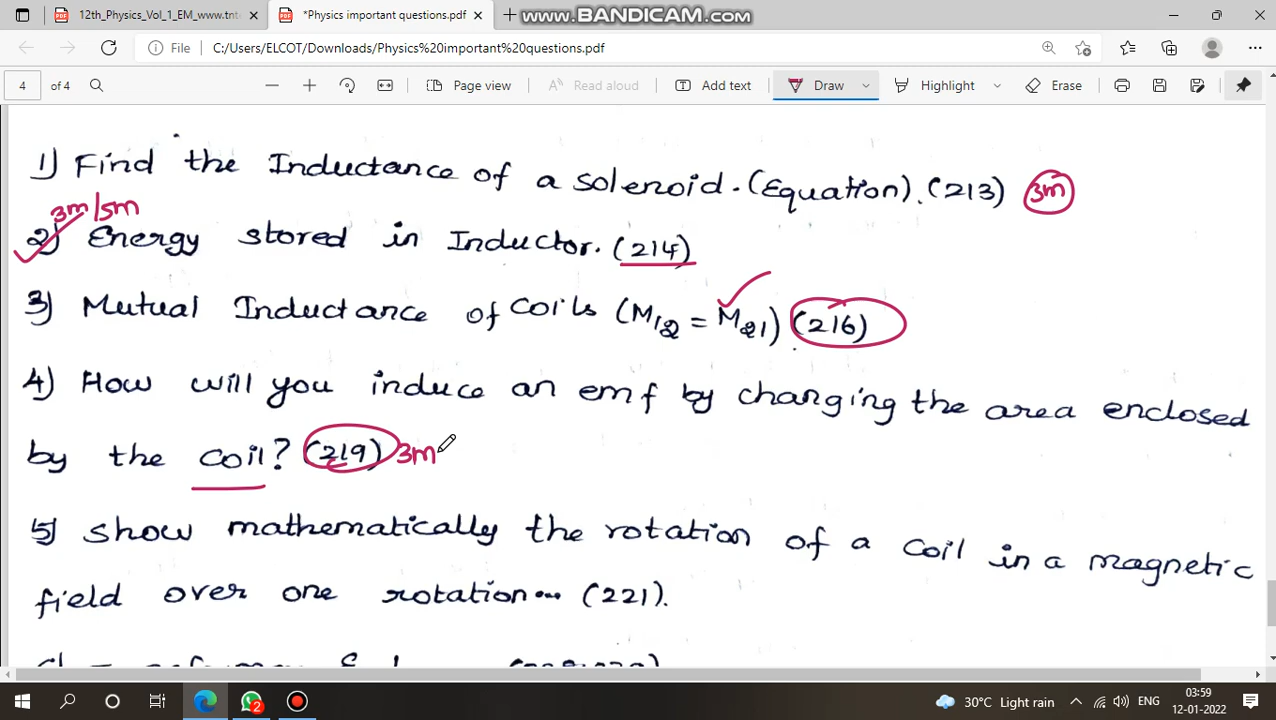 12th_Physics_Vol_1_EM_www.tnt
*Physics important questions.pdf
www.BANDICAM.com
File C:/Users/ELCOT/Downloads/Physics%20important%20questions.pdf
4 of 4 Page view Read aloud Add text Draw Highlight Erase
1) Find the Inductance of a solenoid. (Equation). (213) 3m
3m/5m
2) Energy stored in Inductor. (214)
3) Mutual Inductance of Coils (M12 = M21) (216)
4) How will you induce an emf by changing the area enclosed
by the coil? (219) 3m
5) show mathematically the rotation of a coil in a magnetic
field over one rotation... (221).
30°C Light rain ENG 03:59
12-01-2022
2